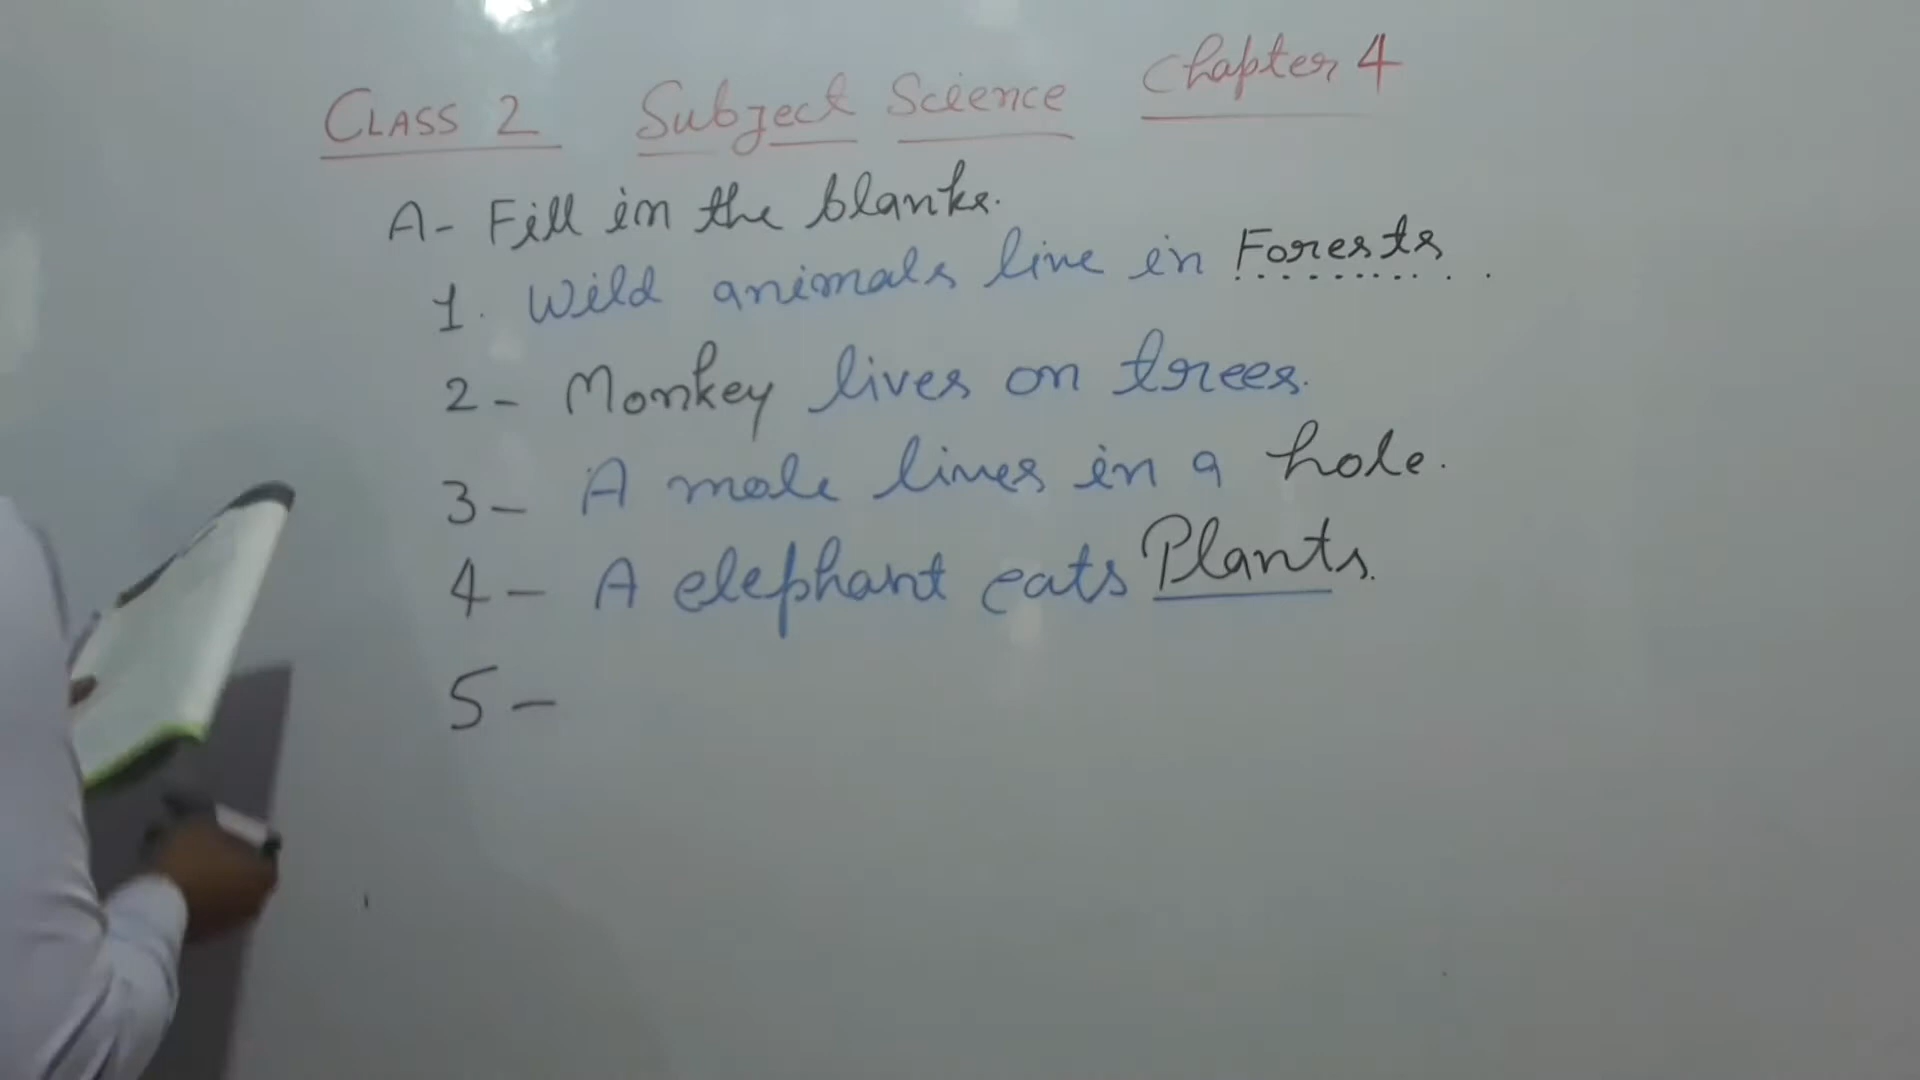 CLASS 2 Subject Science Chapter 4
A- Fill in the blanks.
1. Wild animals live in Forests
2- Monkey lives on trees.
3- A mole lives in a hole.
4- A elephant eats Plants.
5-